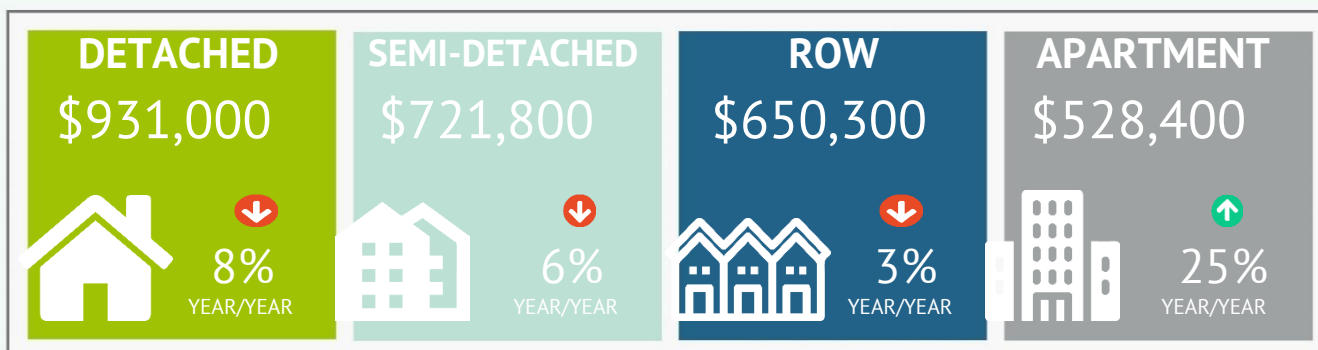 DETACHED
$931,000
8%
YEAR/YEAR
SEMI-DETACHED
$721,800
6%
YEAR/YEAR
ROW
$650,300
3%
YEAR/YEAR
APARTMENT
$528,400
25%
YEAR/YEAR